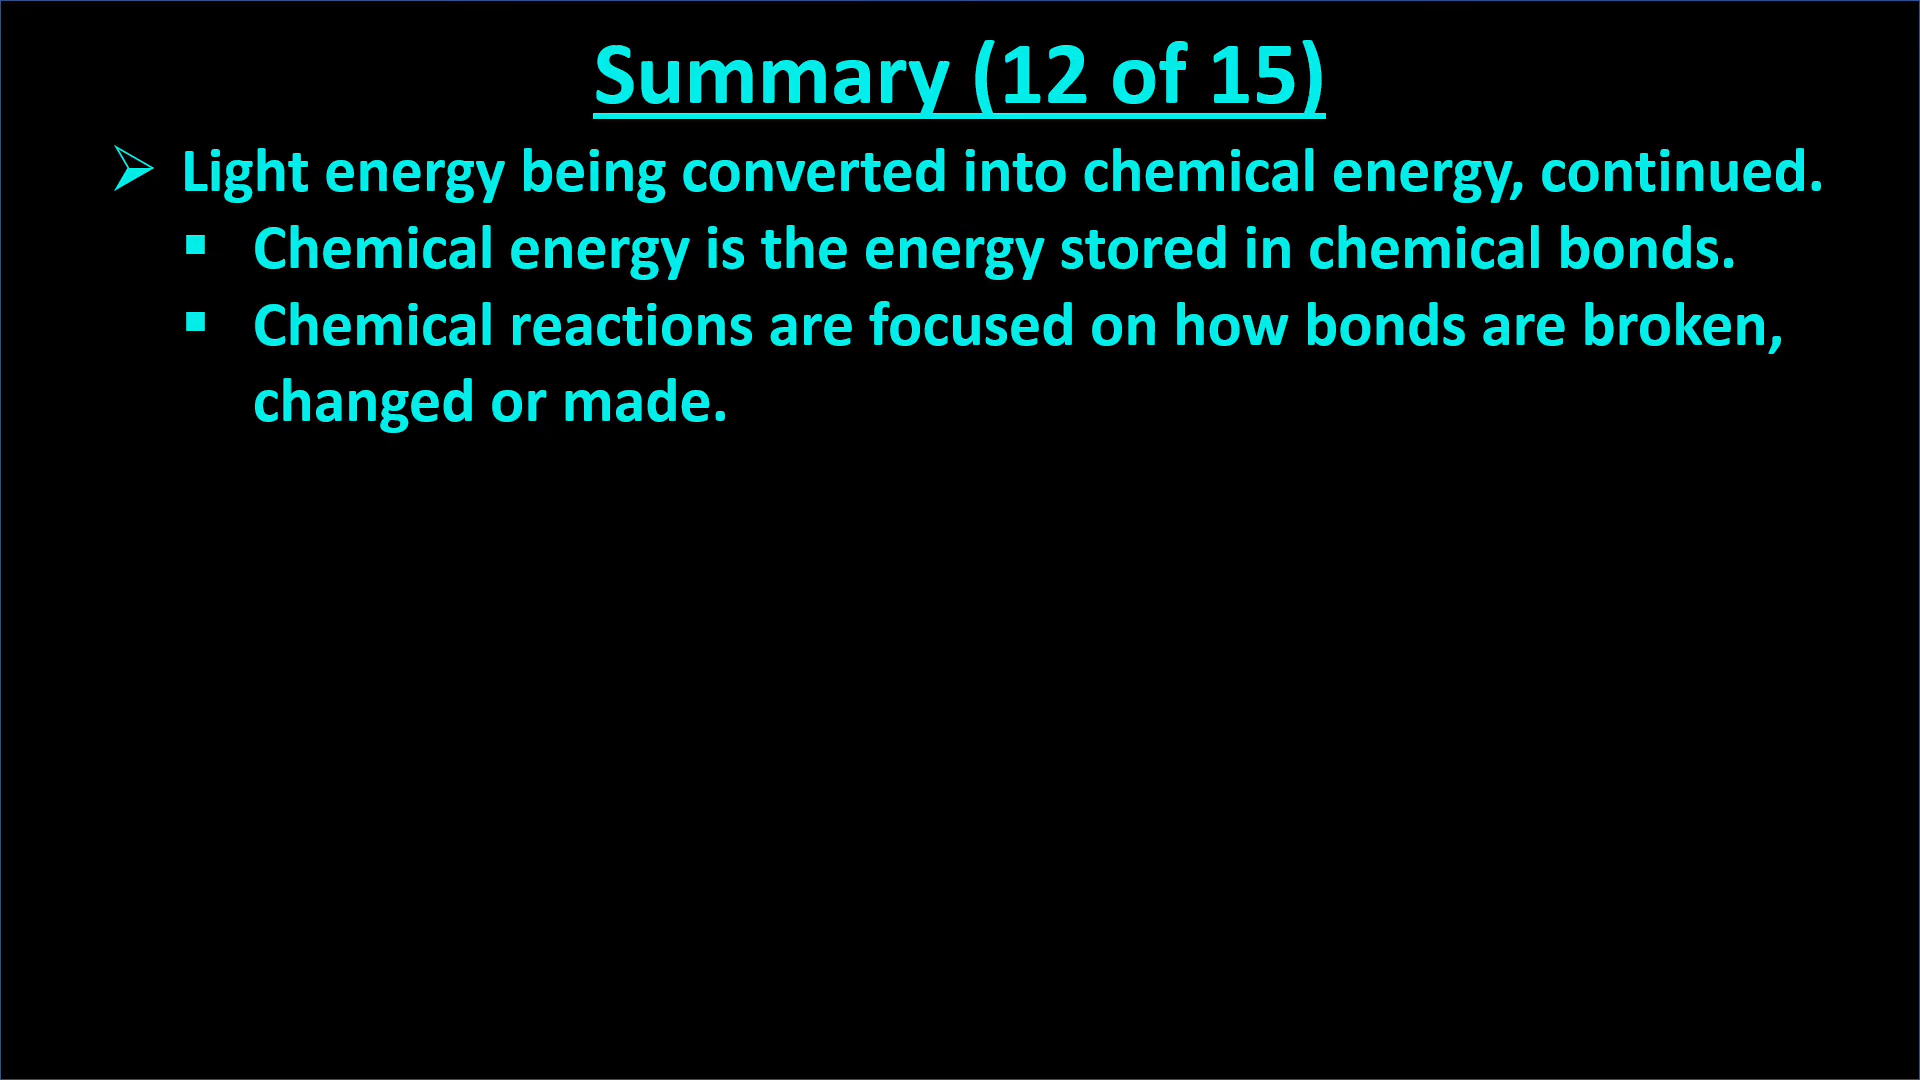 Summary (12 of 15)
➢ Light energy being converted into chemical energy, continued.
▪ Chemical energy is the energy stored in chemical bonds.
▪ Chemical reactions are focused on how bonds are broken,
changed or made.